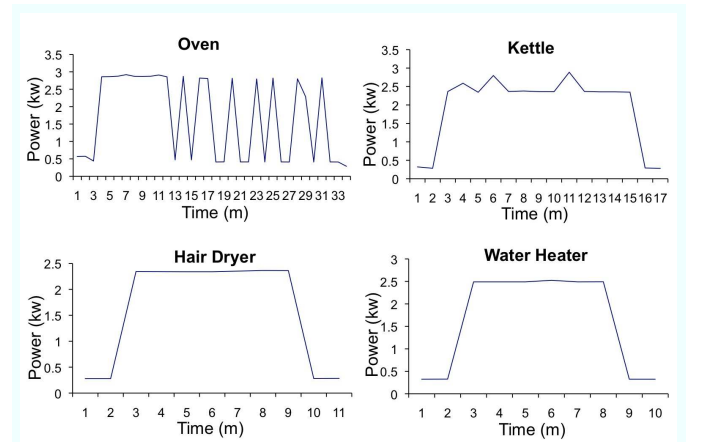 Oven
3.5
3
2.5
2
1.5
1
0.5
0
Power (kw)
1 3 5 7 9 11 13 15 17 19 21 23 25 27 29 31 33
Time (m)
Kettle
3.5
3
2.5
2
1.5
1
0.5
0
Power (kw)
1 2 3 4 5 6 7 8 9 10 11 12 13 14 15 16 17
Time (m)
Hair Dryer
2.5
2
1.5
1
0.5
0
Power (kw)
1 2 3 4 5 6 7 8 9 10 11
Time (m)
Water Heater
3
2.5
2
1.5
1
0.5
0
Power (kw)
1 2 3 4 5 6 7 8 9 10
Time (m)